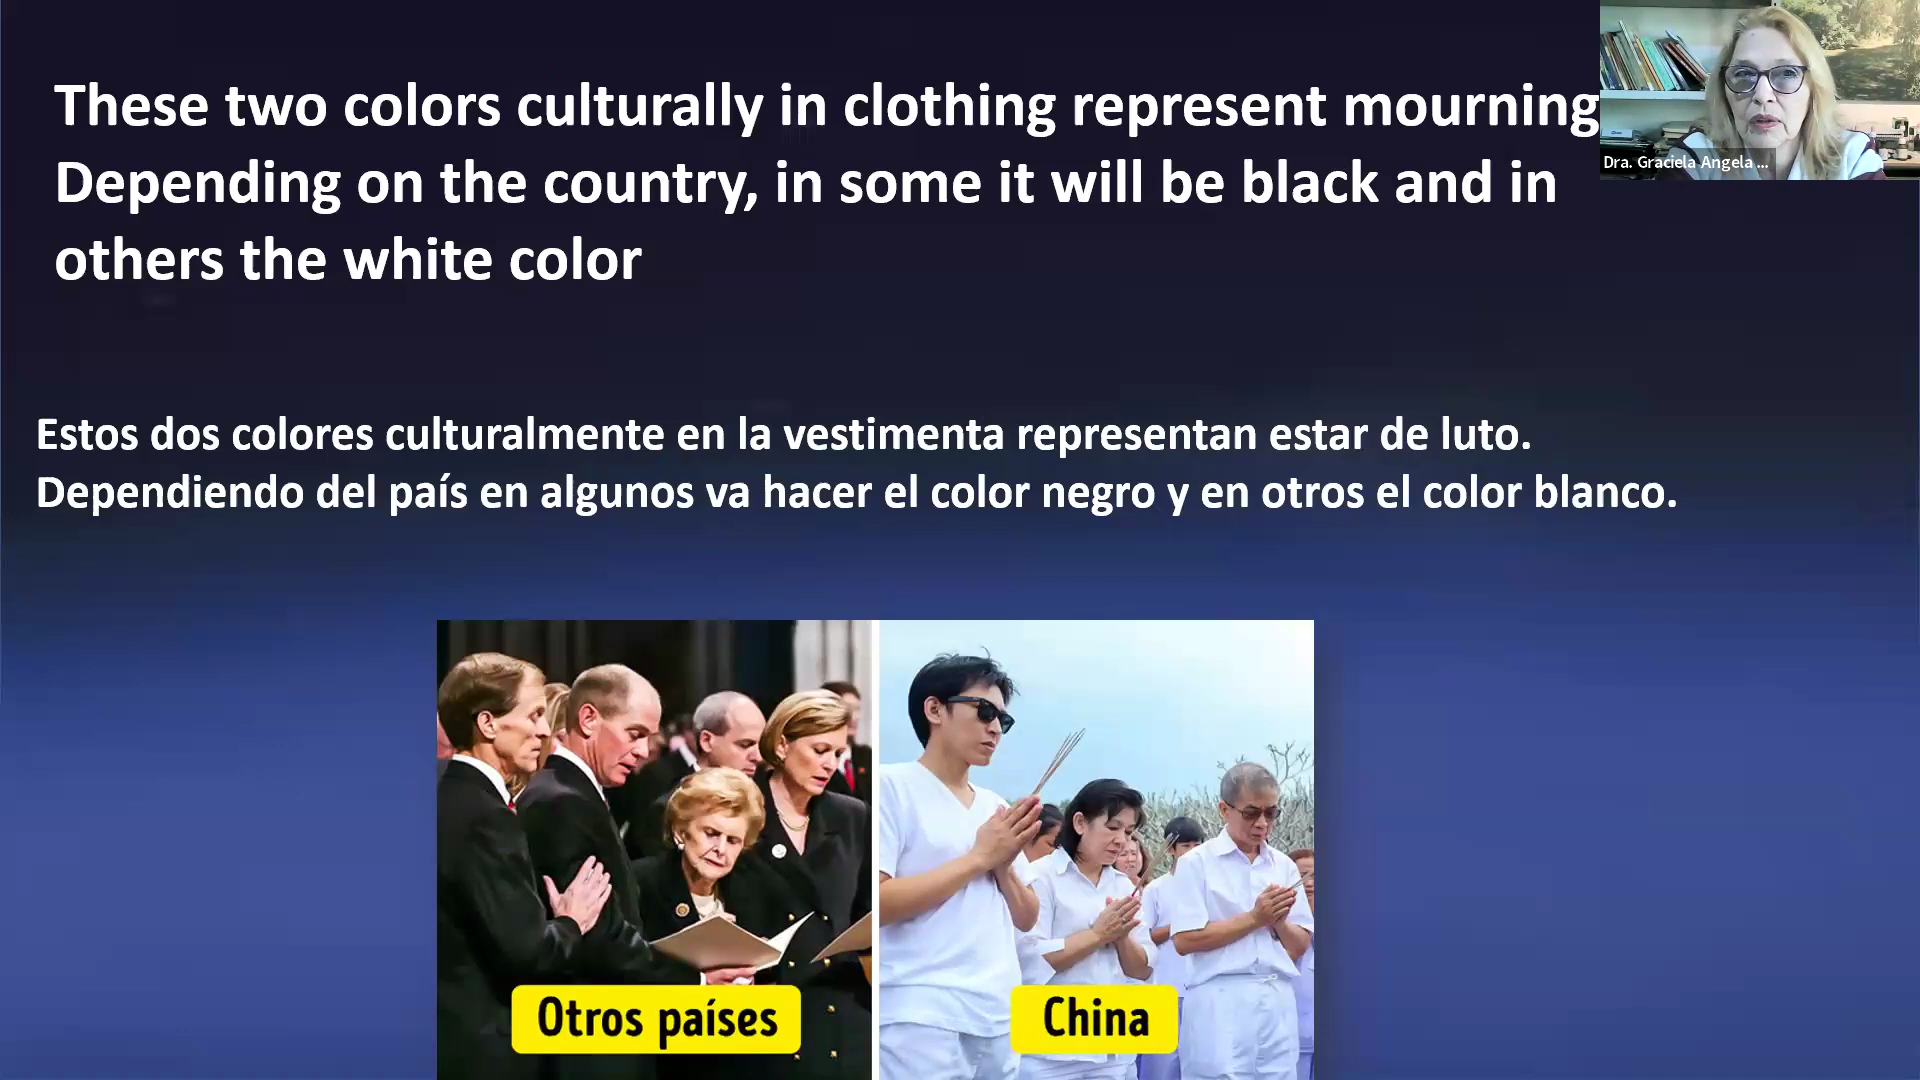 These two colors culturally in clothing represent mourning
Depending on the country, in some it will be black and in
others the white color
Dra. Graciela Angela ...
Estos dos colores culturalmente en la vestimenta representan estar de luto.
Dependiendo del país en algunos va hacer el color negro y en otros el color blanco.
Otros países
China